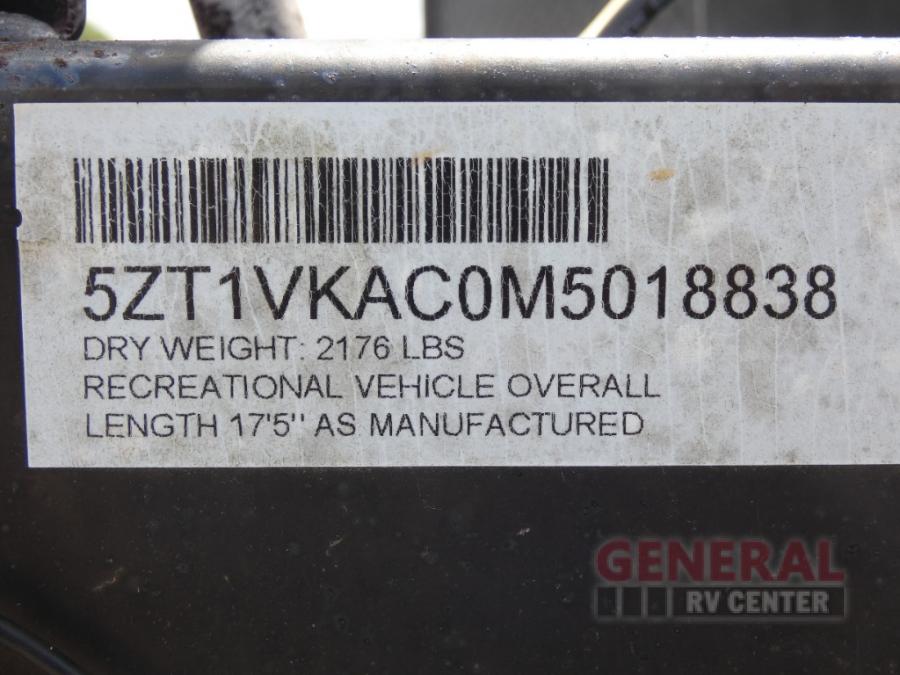 5ZT1VKAC0M5018838
DRY WEIGHT: 2176 LBS
RECREATIONAL VEHICLE OVERALL
LENGTH 17'5" AS MANUFACTURED
GENERAL
RV CENTER